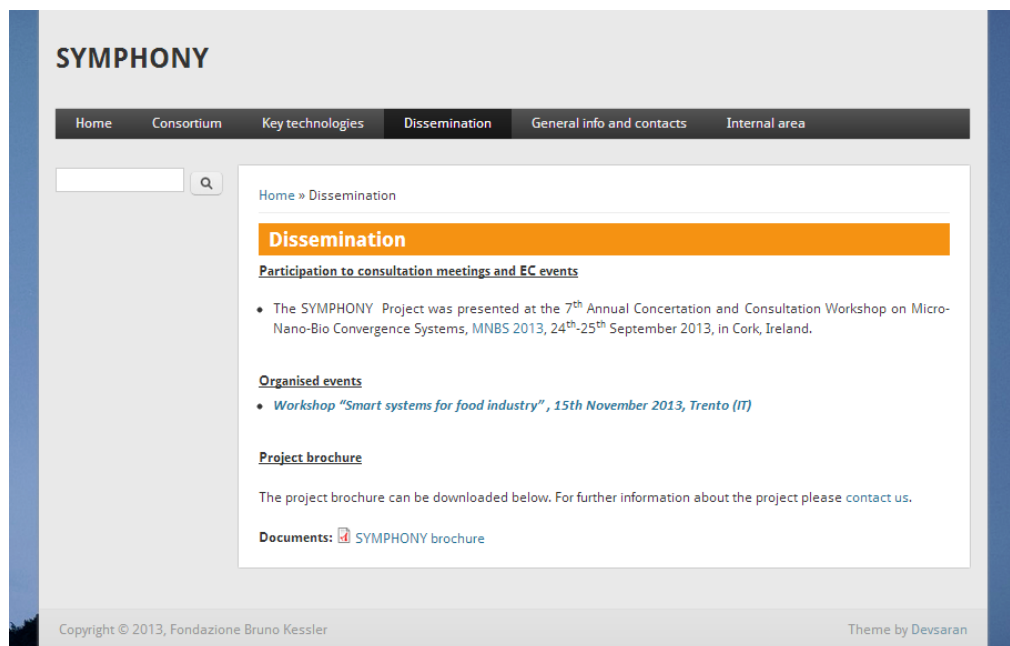 SYMPHONY
Home Consortium Key technologies Dissemination General info and contacts Internal area
Home » Dissemination
Dissemination
Participation to consultation meetings and EC events
• The SYMPHONY Project was presented at the 7th Annual Concertation and Consultation Workshop on Micro-
Nano-Bio Convergence Systems, MNBS 2013, 24th-25th September 2013, in Cork, Ireland.
Organised events
• Workshop “Smart systems for food industry” , 15th November 2013, Trento (IT)
Project brochure
The project brochure can be downloaded below. For further information about the project please contact us.
Documents: SYMPHONY brochure
Copyright © 2013, Fondazione Bruno Kessler Theme by Devsaran